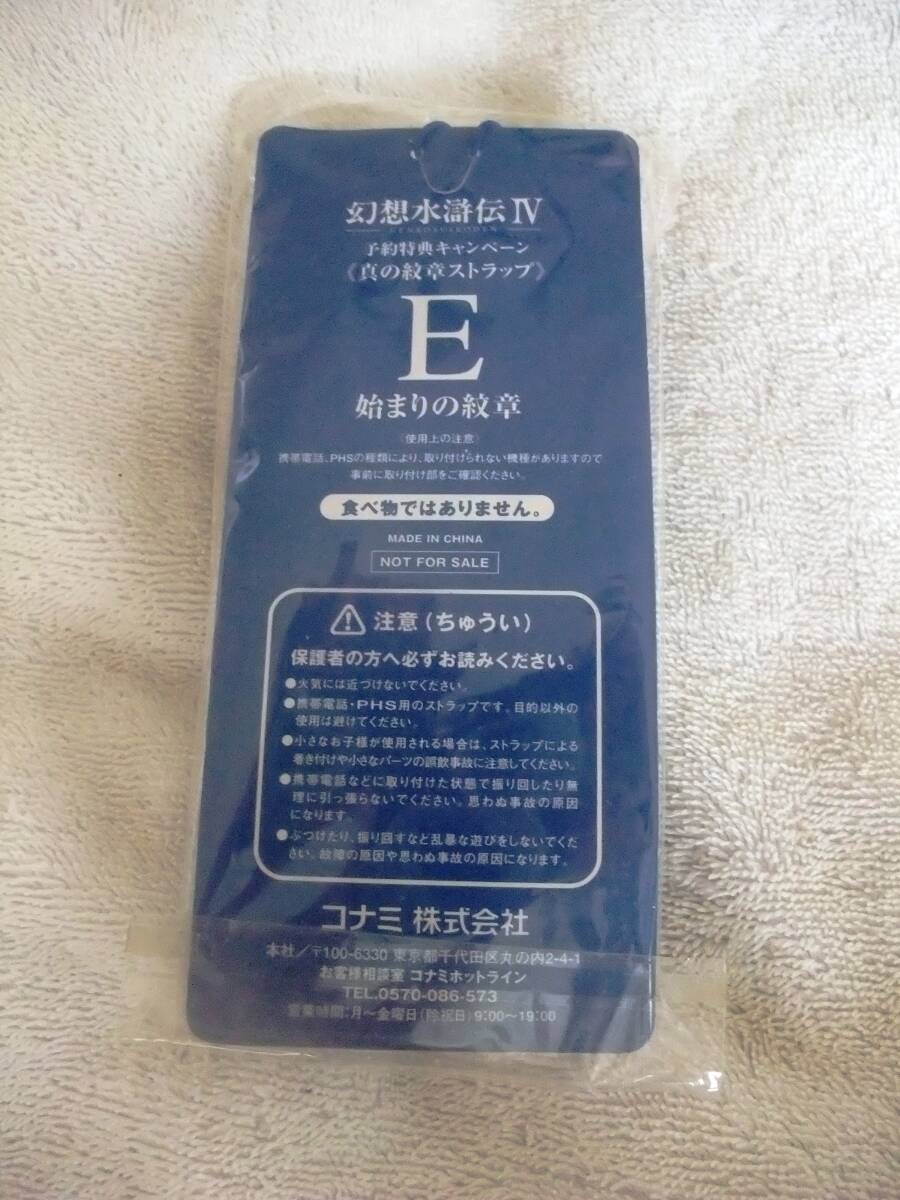 幻想水滸伝Ⅳ
GENSOSUIKODEN
予約特典キャンペーン
《真の紋章ストラップ》
E
始まりの紋章
〈使用上の注意〉
携帯電話、PHSの種類により、取り付けられない機種がありますので
事前に取り付け部をご確認ください。
食べ物ではありません。
MADE IN CHINA
NOT FOR SALE
注意（ちゅうい）
保護者の方へ必ずお読みください。
●火気には近づけないでください。
●携帯電話・PHS用のストラップです。目的以外の
使用は避けてください。
●小さなお子様が使用される場合は、ストラップによる
巻き付けや小さなパーツの誤飲事故に注意してください。
●携帯電話などに取り付けた状態で振り回したり無
理に引っ張らないでください。思わぬ事故の原因
になります。
●ぶつけたり、振り回すなど乱暴な遊びをしないでくだ
さい。故障の原因や思わぬ事故の原因になります。
コナミ 株式会社
本社／〒100-6330 東京都千代田区丸の内2-4-1
お客様相談室 コナミホットライン
TEL.0570-086-573
営業時間:月〜金曜日(除祝日)9:00〜19:00